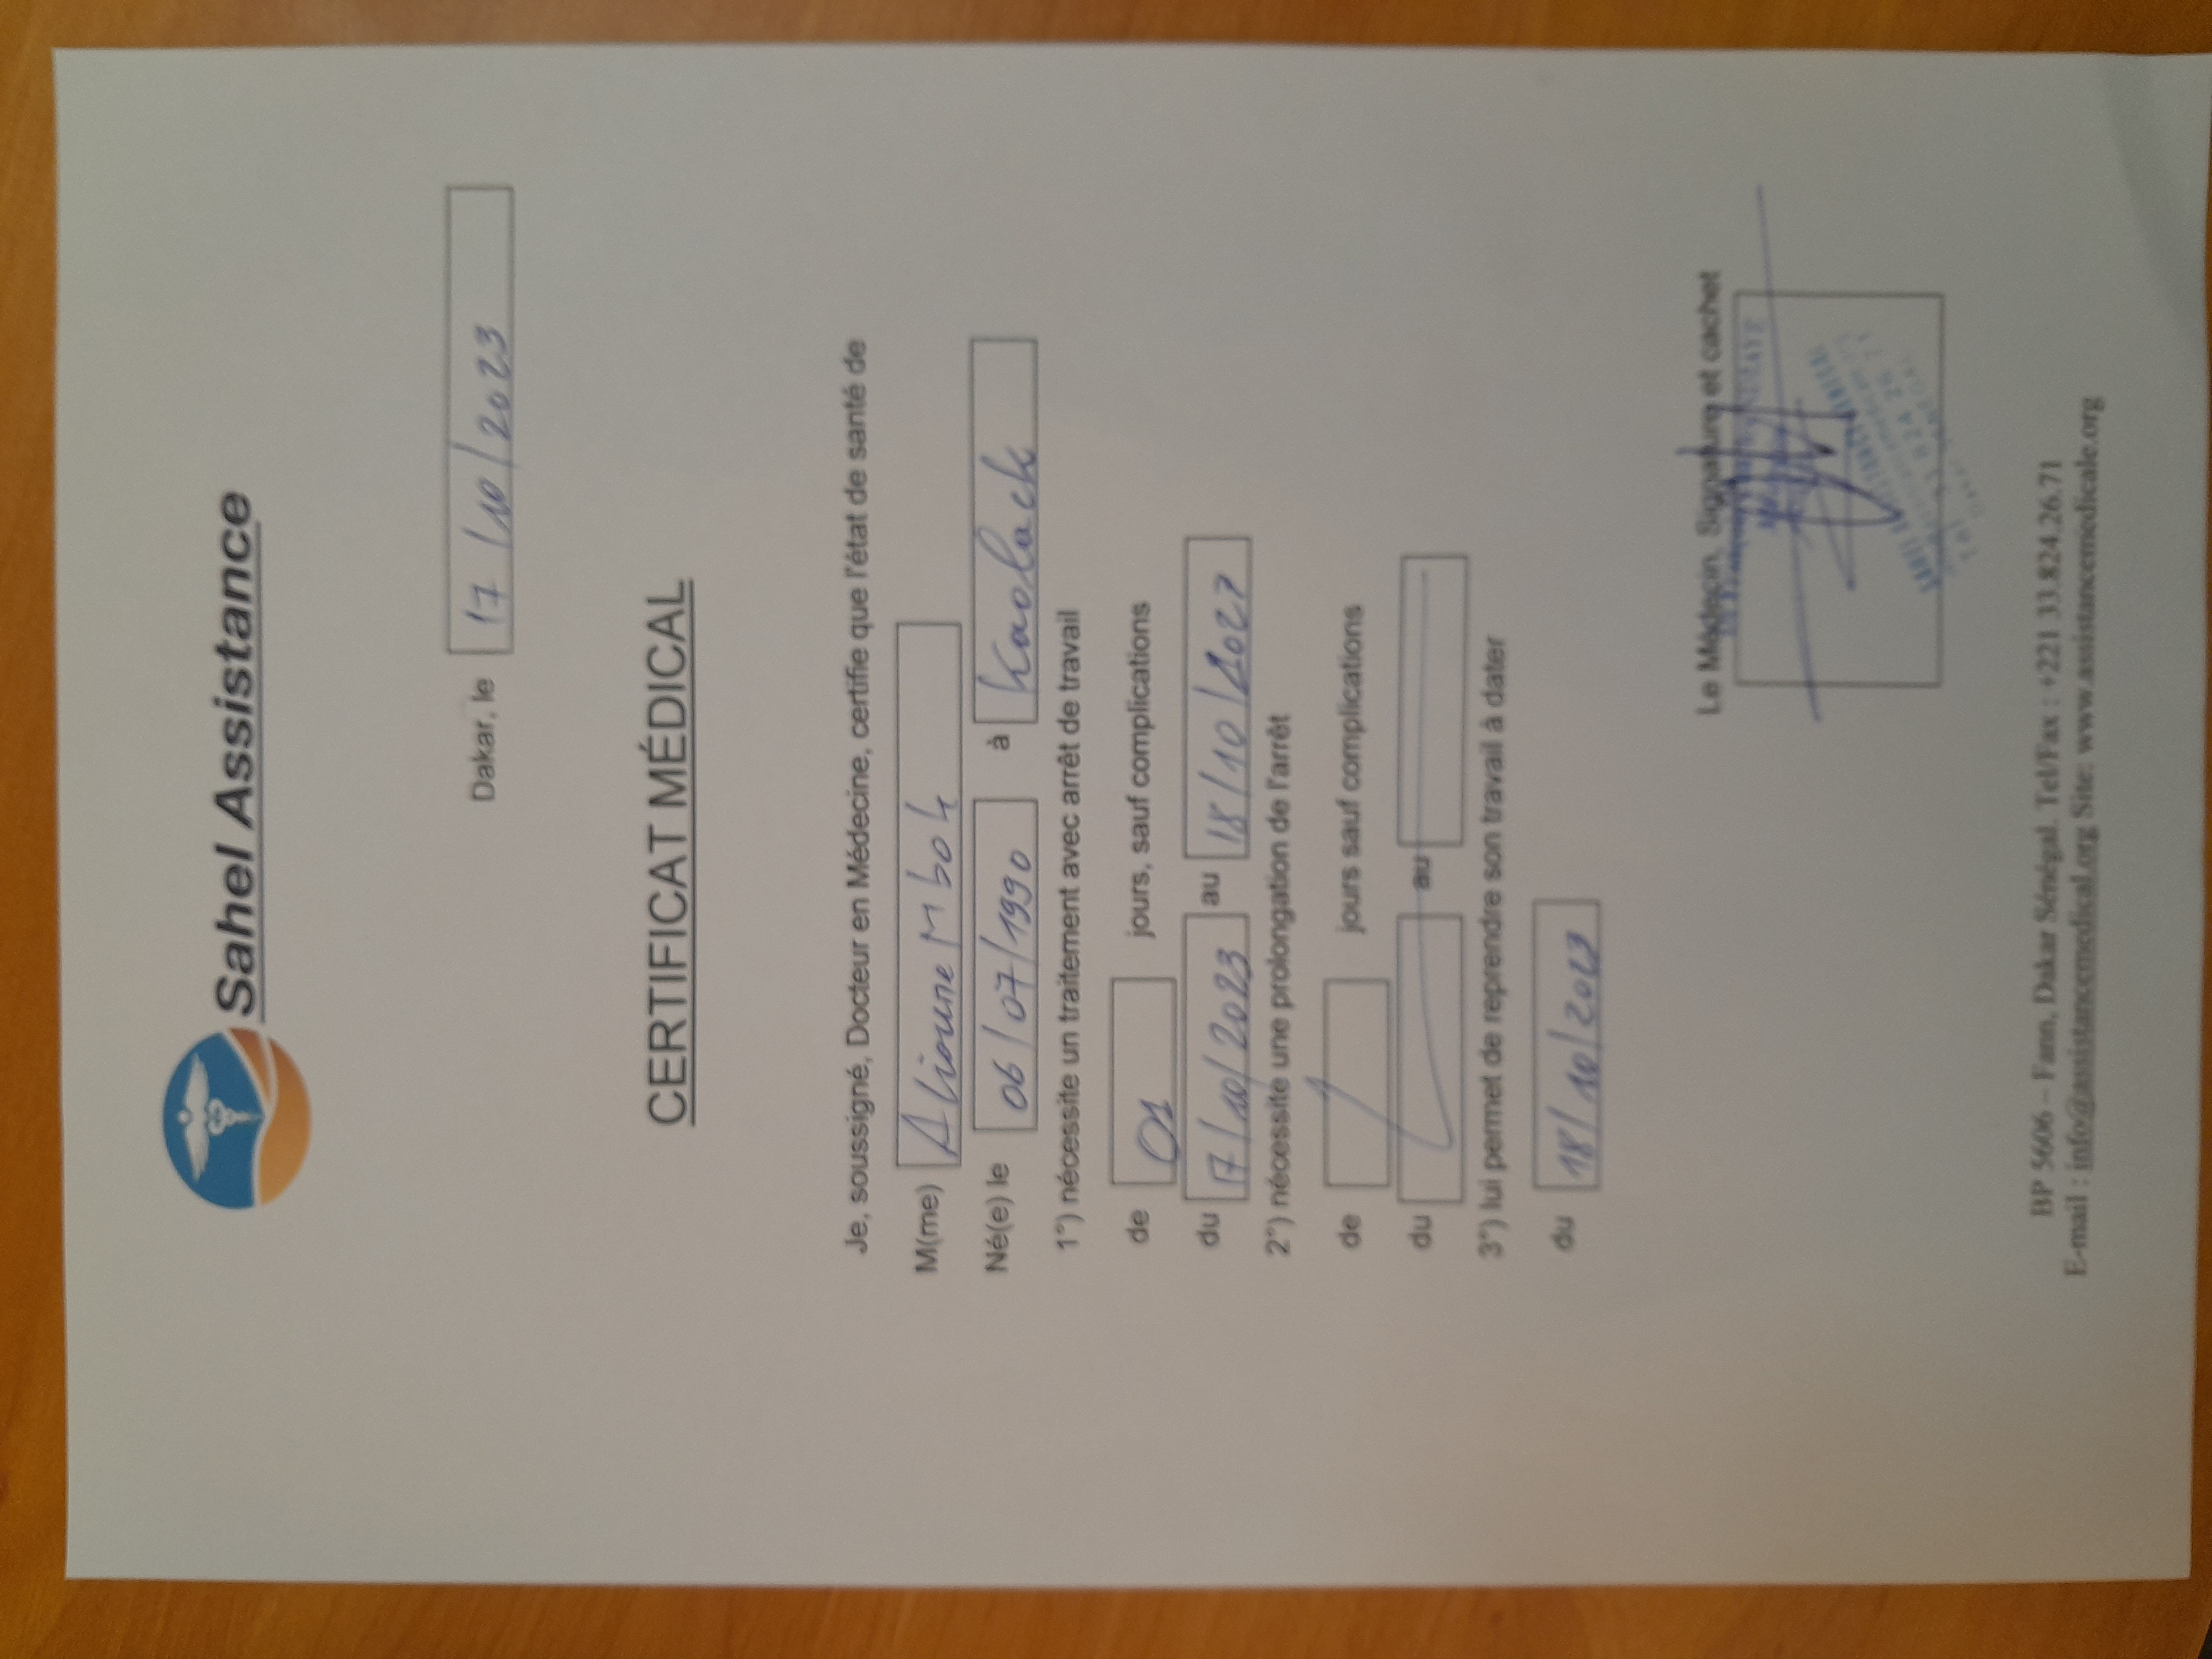 Sahel Assistance
Dakar, le 17/10/2023
CERTIFICAT MÉDICAL
Je, soussigné, Docteur en Médecine, certifie que l'état de santé de
M(me) Alioune Mboh
Né(e) le 06/07/1990 à Kaolack
1°) nécessite un traitement avec arrêt de travail
de 01 jours, sauf complications
du 17/10/2023 au 18/10/2023
2°) nécessite une prolongation de l'arrêt
de jours sauf complications
du au
3°) lui permet de reprendre son travail à dater
du 18/10/2023
Le Médecin, Signature et cachet
BP 5606 – Fann, Dakar Sénégal. Tel/Fax : +221 33.824.26.71
E-mail : info@assistancemedical.org Site: www.assistancemedicale.org